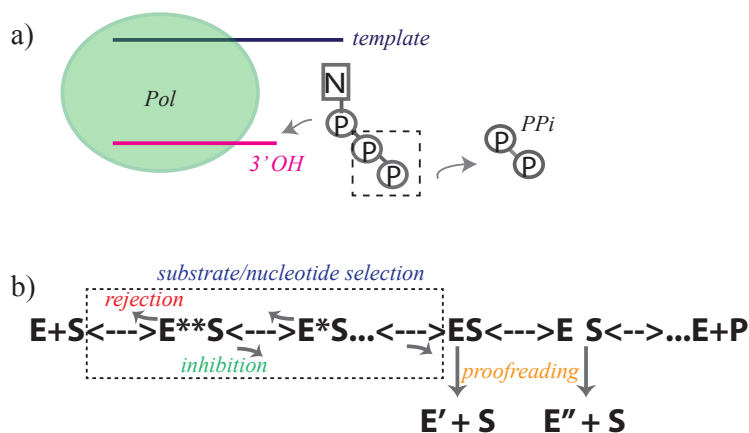 a)
template
Pol
N
P
P
P
3' OH
PPi
P
P
b)
substrate/nucleotide selection
rejection
E+S<--->E**S<--->E*S...<--->ES<--->E S<-->...E+P
inhibition
proofreading
E' + S
E'' + S